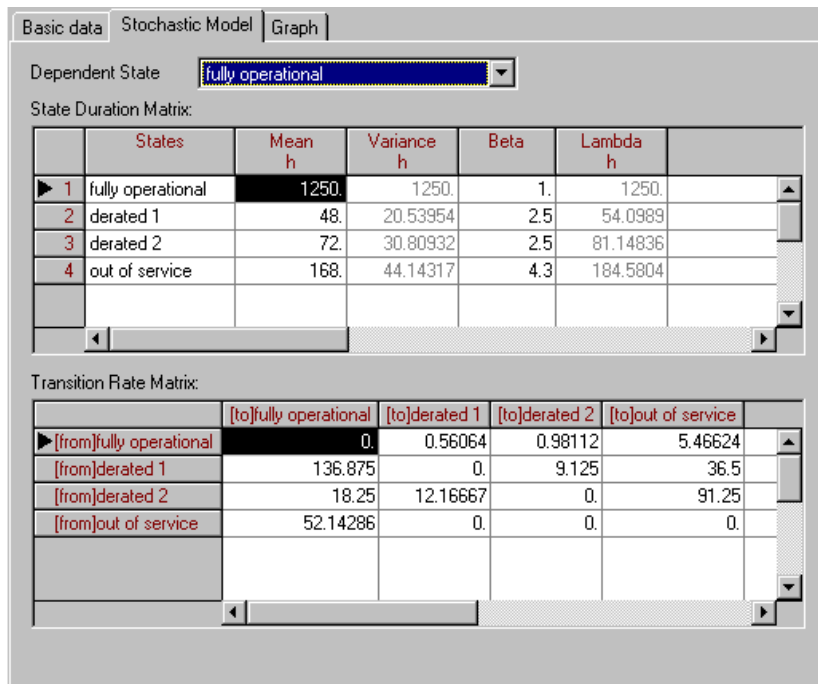 Basic data Stochastic Model Graph
Dependent State fully operational
State Duration Matrix:
States Mean h Variance h Beta Lambda h
1 fully operational 1250. 1250. 1. 1250.
2 derated 1 48. 20.53954 2.5 54.0989
3 derated 2 72. 30.80932 2.5 81.14836
4 out of service 168. 44.14317 4.3 184.5804
Transition Rate Matrix:
[to]fully operational [to]derated 1 [to]derated 2 [to]out of service
[from]fully operational 0. 0.56064 0.98112 5.46624
[from]derated 1 136.875 0. 9.125 36.5
[from]derated 2 18.25 12.16667 0. 91.25
[from]out of service 52.14286 0. 0. 0.